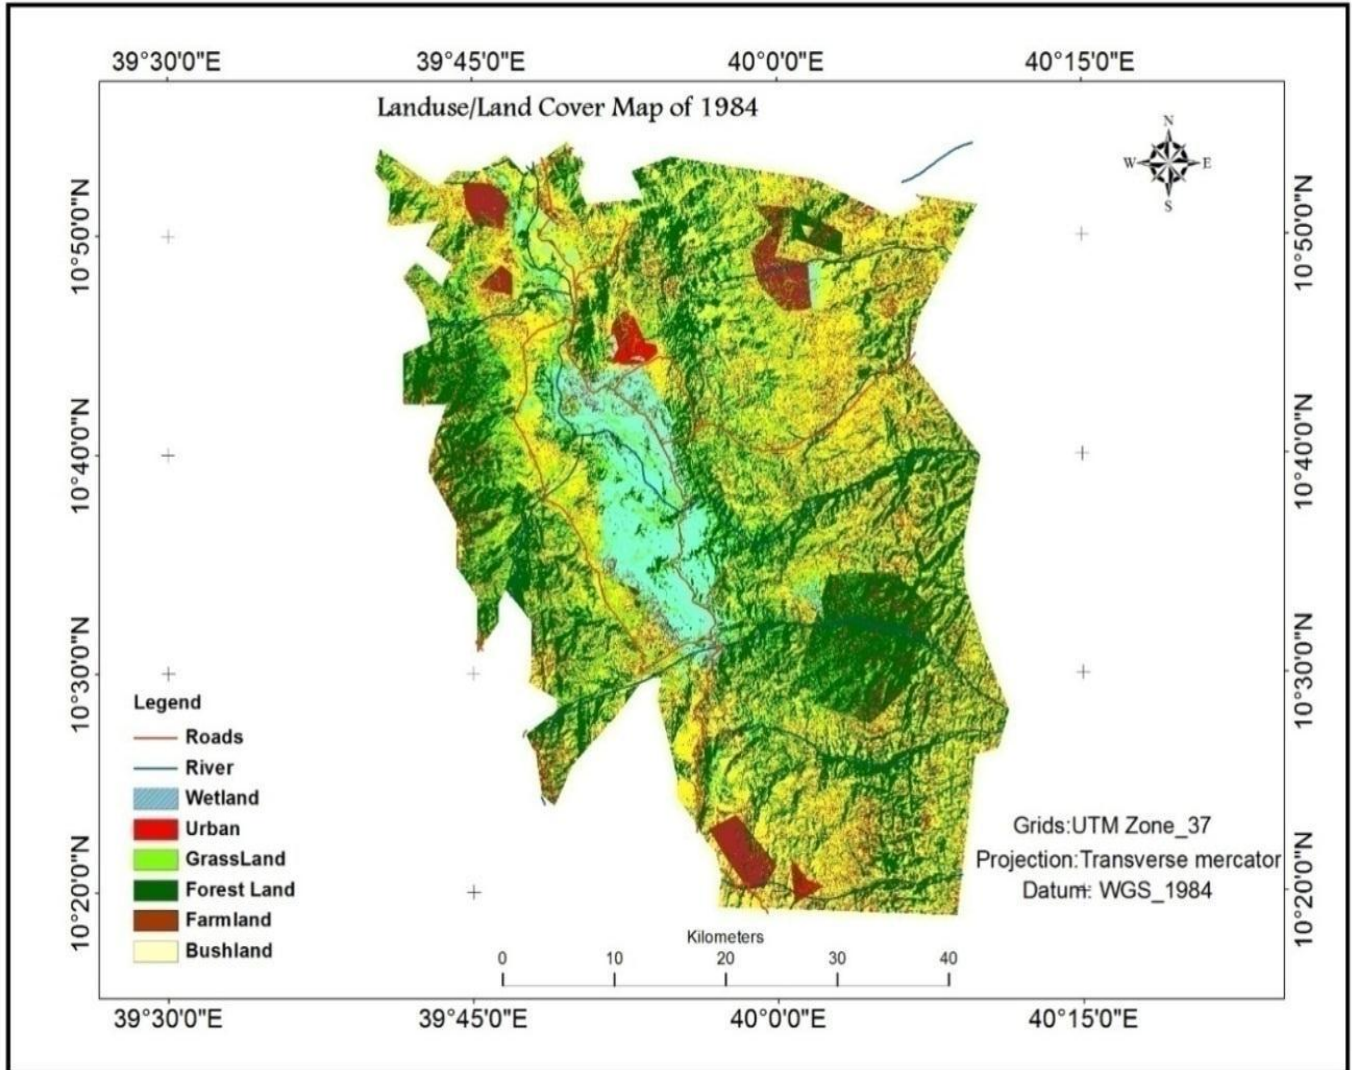 39°30'0"E 39°45'0"E 40°0'0"E 40°15'0"E
Landuse/Land Cover Map of 1984
N
W E
S
10°50'0"N 10°50'0"N
10°40'0"N 10°40'0"N
10°30'0"N 10°30'0"N
Legend
Roads
River
Wetland
Urban
GrassLand
Forest Land
Farmland
Bushland
10°20'0"N 10°20'0"N
Grids:UTM Zone_37
Projection:Transverse mercator
Datum: WGS_1984
Kilometers
0 10 20 30 40
39°30'0"E 39°45'0"E 40°0'0"E 40°15'0"E